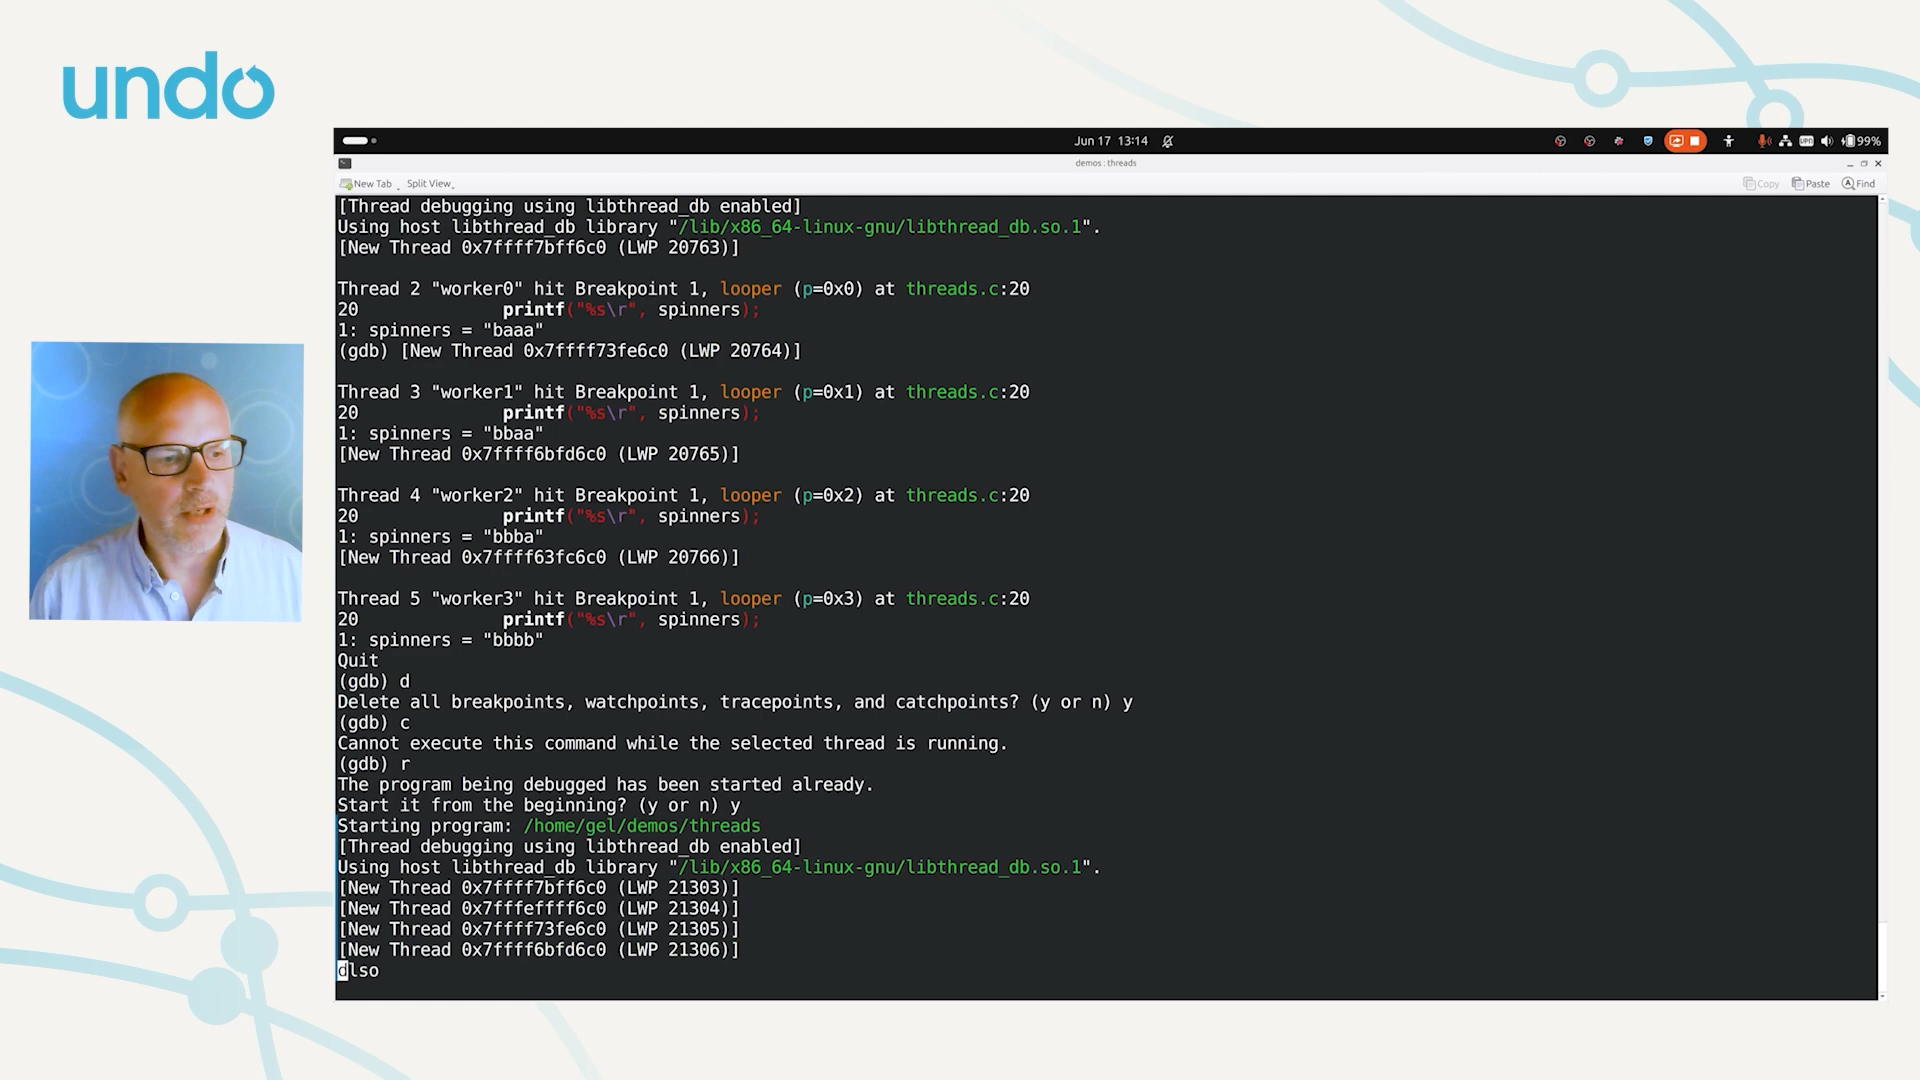 undo
Jun 17 13:14
99%
demos : threads
New Tab Split View Copy Paste Find
[Thread debugging using libthread_db enabled]
Using host libthread_db library "/lib/x86_64-linux-gnu/libthread_db.so.1".
[New Thread 0x7ffff7bff6c0 (LWP 20763)]
Thread 2 "worker0" hit Breakpoint 1, looper (p=0x0) at threads.c:20
20 printf("%s\r", spinners);
1: spinners = "baaa"
(gdb) [New Thread 0x7ffff73fe6c0 (LWP 20764)]
Thread 3 "worker1" hit Breakpoint 1, looper (p=0x1) at threads.c:20
20 printf("%s\r", spinners);
1: spinners = "bbaa"
[New Thread 0x7ffff6bfd6c0 (LWP 20765)]
Thread 4 "worker2" hit Breakpoint 1, looper (p=0x2) at threads.c:20
20 printf("%s\r", spinners);
1: spinners = "bbba"
[New Thread 0x7ffff63fc6c0 (LWP 20766)]
Thread 5 "worker3" hit Breakpoint 1, looper (p=0x3) at threads.c:20
20 printf("%s\r", spinners);
1: spinners = "bbbb"
Quit
(gdb) d
Delete all breakpoints, watchpoints, tracepoints, and catchpoints? (y or n) y
(gdb) c
Cannot execute this command while the selected thread is running.
(gdb) r
The program being debugged has been started already.
Start it from the beginning? (y or n) y
Starting program: /home/gel/demos/threads
[Thread debugging using libthread_db enabled]
Using host libthread_db library "/lib/x86_64-linux-gnu/libthread_db.so.1".
[New Thread 0x7ffff7bff6c0 (LWP 21303)]
[New Thread 0x7fffeffff6c0 (LWP 21304)]
[New Thread 0x7ffff73fe6c0 (LWP 21305)]
[New Thread 0x7ffff6bfd6c0 (LWP 21306)]
dlso